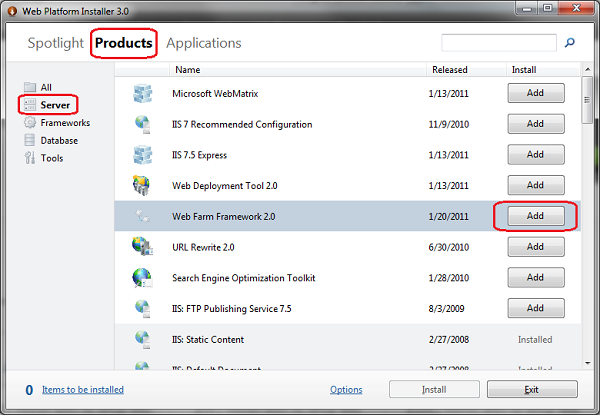 Web Platform Installer 3.0
Spotlight Products Applications
Name Released Install
All
Server
Frameworks
Database
Tools
Microsoft WebMatrix 1/13/2011 Add
IIS 7 Recommended Configuration 11/9/2010 Add
IIS 7.5 Express 1/13/2011 Add
Web Deployment Tool 2.0 1/13/2011 Add
Web Farm Framework 2.0 1/20/2011 Add
URL Rewrite 2.0 6/30/2010 Add
Search Engine Optimization Toolkit 1/28/2010 Add
IIS: FTP Publishing Service 7.5 8/3/2009 Add
IIS: Static Content 2/27/2008 Installed
IIS: Default Document 2/27/2008 Installed
0 Items to be installed Options Install Exit